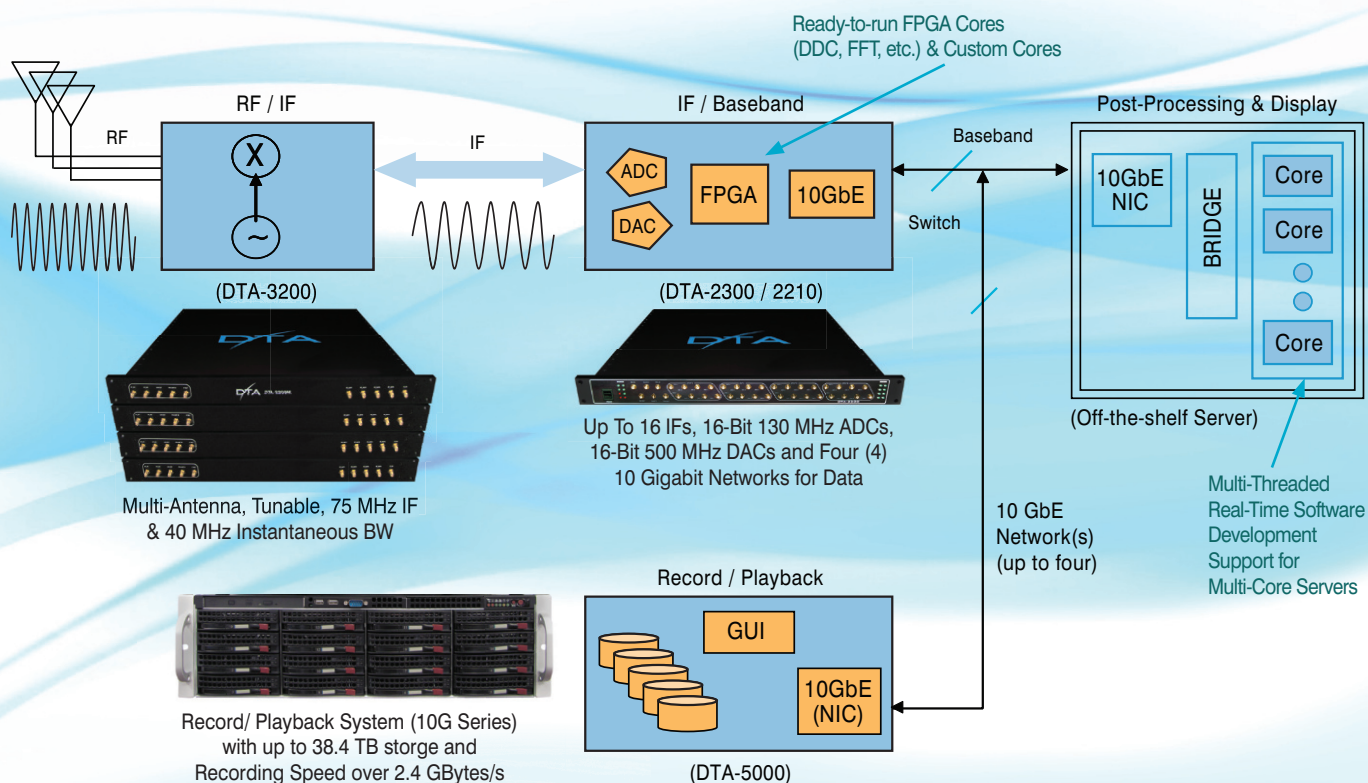 Ready-to-run FPGA Cores
(DDC, FFT, etc.) & Custom Cores
RF / IF
IF / Baseband
Post-Processing & Display
RF
X
~
IF
ADC
DAC
FPGA
10GbE
Baseband
Switch
10GbE
NIC
BRIDGE
Core
Core
Core
(DTA-3200)
(DTA-2300 / 2210)
(Off-the-shelf Server)
DTA
DTA
DTA
Multi-Antenna, Tunable, 75 MHz IF
& 40 MHz Instantaneous BW
Up To 16 IFs, 16-Bit 130 MHz ADCs,
16-Bit 500 MHz DACs and Four (4)
10 Gigabit Networks for Data
Multi-Threaded
Real-Time Software
Development
Support for
Multi-Core Servers
10 GbE
Network(s)
(up to four)
Record / Playback
GUI
10GbE
(NIC)
(DTA-5000)
Record/ Playback System (10G Series)
with up to 38.4 TB storge and
Recording Speed over 2.4 GBytes/s